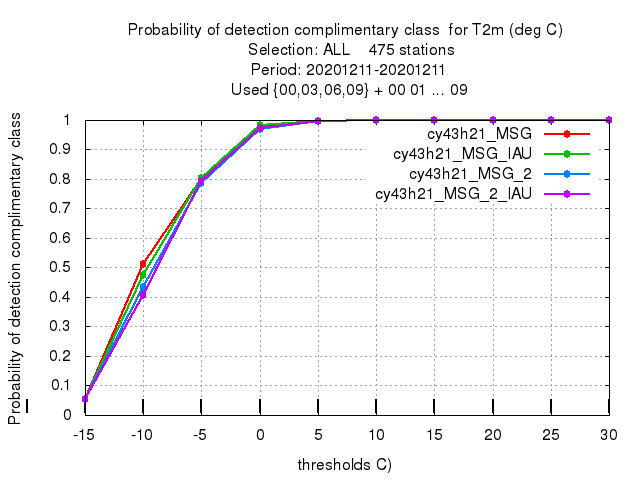 Probability of detection complimentary class for T2m (deg C)
Selection: ALL 475 stations
Period: 20201211-20201211
Used {00,03,06,09} + 00 01 ... 09
Probability of detection complimentary class
1
0.9
0.8
0.7
0.6
0.5
0.4
0.3
0.2
0.1
0
cy43h21_MSG
cy43h21_MSG_IAU
cy43h21_MSG_2
cy43h21_MSG_2_IAU
-15 -10 -5 0 5 10 15 20 25 30
thresholds C)